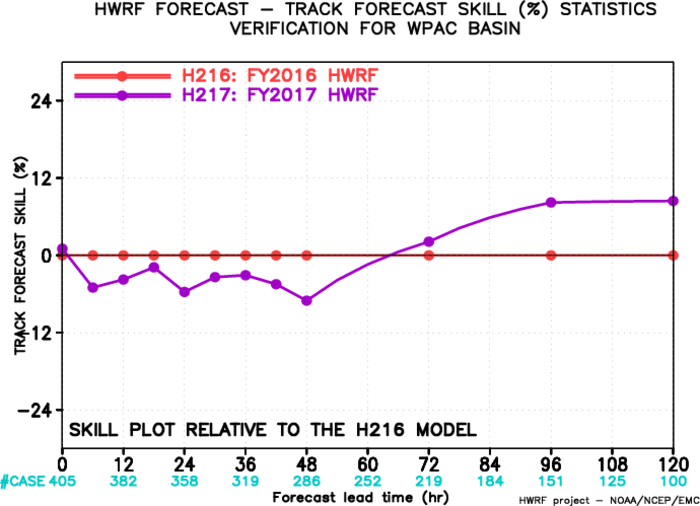 HWRF FORECAST – TRACK FORECAST SKILL (%) STATISTICS
VERIFICATION FOR WPAC BASIN
H216: FY2016 HWRF
H217: FY2017 HWRF
TRACK FORECAST SKILL (%)
24
12
0
−12
−24
SKILL PLOT RELATIVE TO THE H216 MODEL
0 12 24 36 48 60 72 84 96 108 120
#CASE 405 382 358 319 286 252 219 184 151 125 100
Forecast lead time (hr)
HWRF project – NOAA/NCEP/EMC